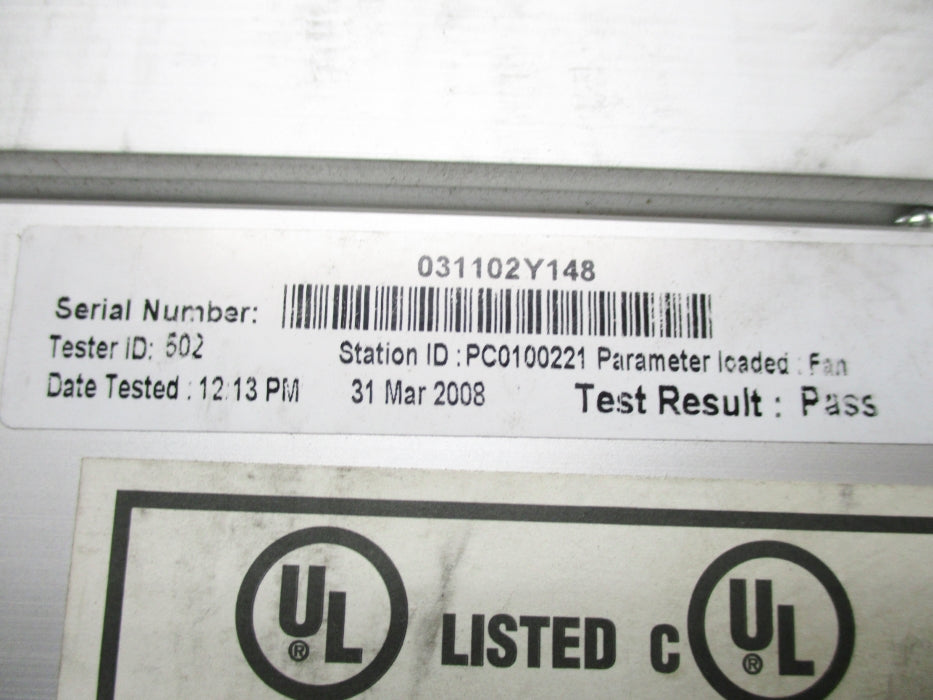 031102Y148
Serial Number:
Tester ID: 502
Station ID : PC0100221 Parameter loaded : Fan
Date Tested : 12:13 PM 31 Mar 2008 Test Result : Pass
UL ® LISTED C UL ®